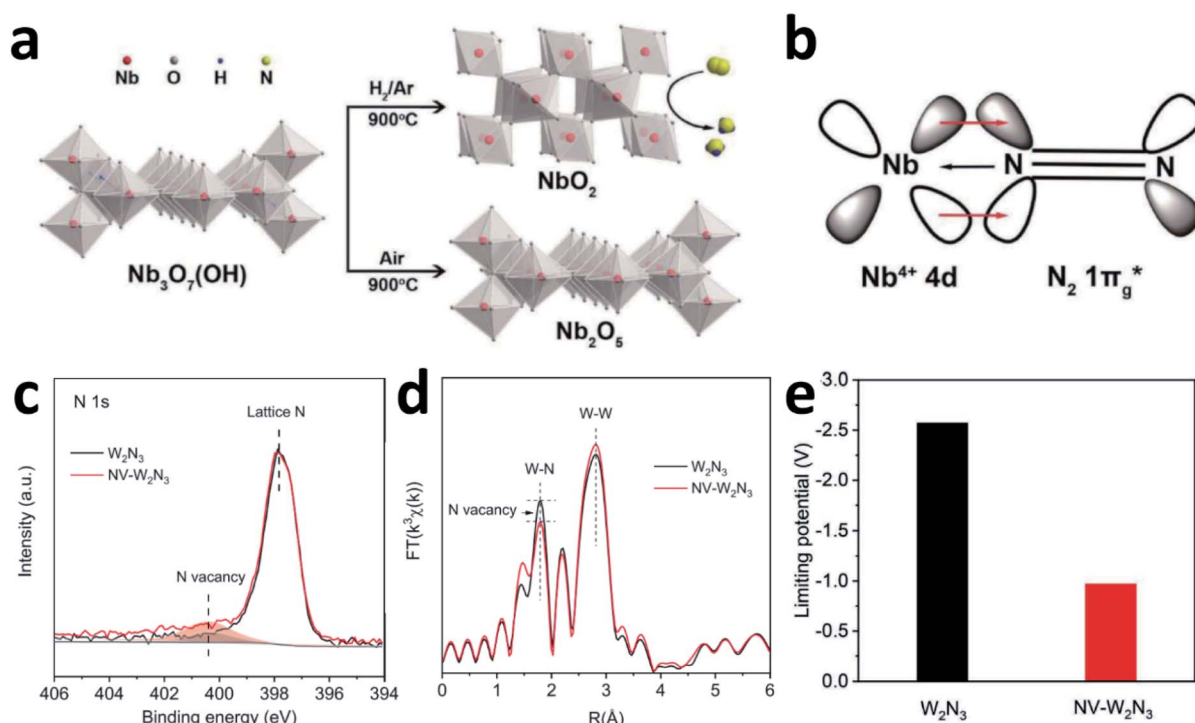 a
Nb O H N
Nb₃O₇(OH)
H₂/Ar
900°C
NbO₂
Air
900°C
Nb₂O₅
b
Nb N N
Nb⁴⁺ 4d N₂ 1πg*
c
N 1s
Lattice N
W₂N₃
NV-W₂N₃
N vacancy
Intensity (a.u.)
406 404 402 400 398 396 394
Binding energy (eV)
d
W-W
W-N
W₂N₃
NV-W₂N₃
N vacancy
FT(k³χ(k))
0 1 2 3 4 5 6
R(Å)
e
Limiting potential (V)
-3.0
-2.5
-2.0
-1.5
-1.0
-0.5
0.0
W₂N₃ NV-W₂N₃